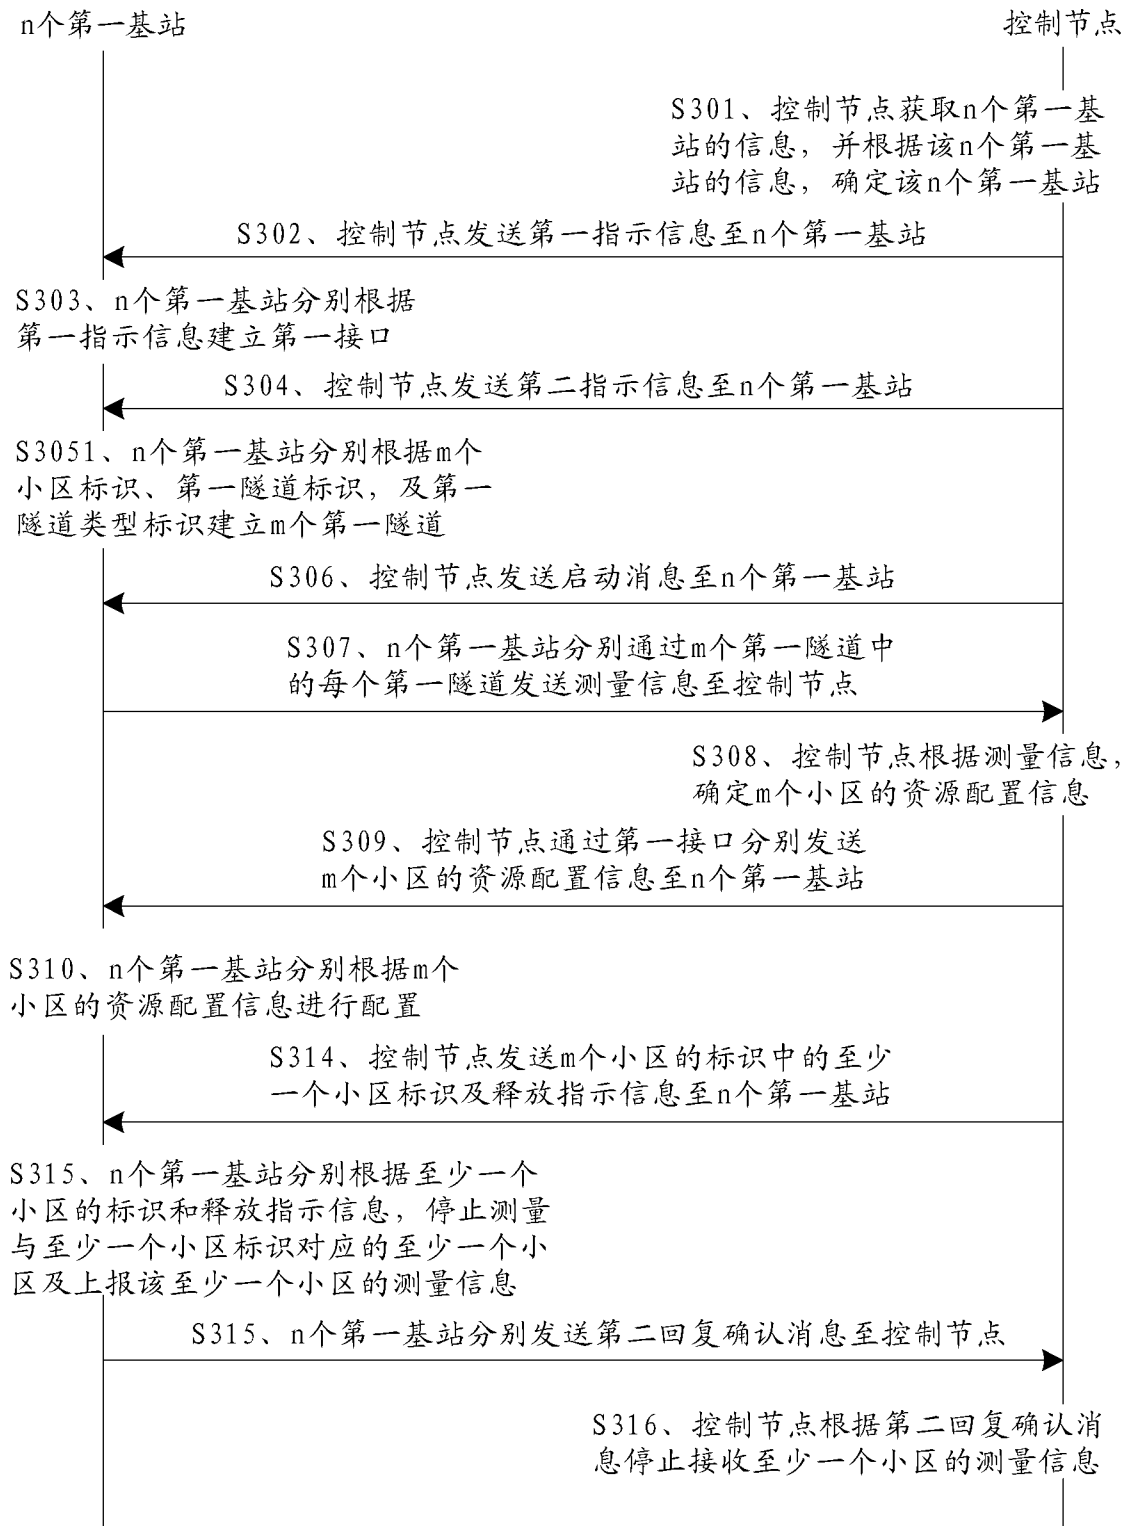 n个第一基站
控制节点
S301、控制节点获取n个第一基
站的信息，并根据该n个第一基
站的信息，确定该n个第一基站
S302、控制节点发送第一指示信息至n个第一基站
S303、n个第一基站分别根据
第一指示信息建立第一接口
S304、控制节点发送第二指示信息至n个第一基站
S3051、n个第一基站分别根据m个
小区标识、第一隧道标识，及第一
隧道类型标识建立m个第一隧道
S306、控制节点发送启动消息至n个第一基站
S307、n个第一基站分别通过m个第一隧道中
的每个第一隧道发送测量信息至控制节点
S308、控制节点根据测量信息，
确定m个小区的资源配置信息
S309、控制节点通过第一接口分别发送
m个小区的资源配置信息至n个第一基站
S310、n个第一基站分别根据m个
小区的资源配置信息进行配置
S314、控制节点发送m个小区的标识中的至少
一个小区标识及释放指示信息至n个第一基站
S315、n个第一基站分别根据至少一个
小区的标识和释放指示信息，停止测量
与至少一个小区标识对应的至少一个小
区及上报该至少一个小区的测量信息
S315、n个第一基站分别发送第二回复确认消息至控制节点
S316、控制节点根据第二回复确认消
息停止接收至少一个小区的测量信息